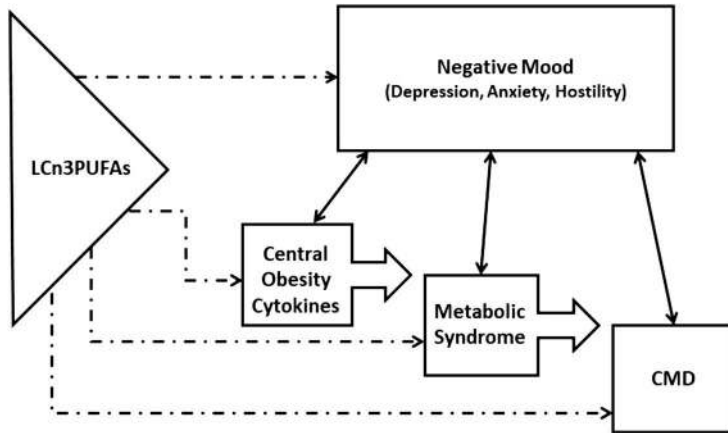 Negative Mood
(Depression, Anxiety, Hostility)
LCn3PUFAs
Central
Obesity
Cytokines
Metabolic
Syndrome
CMD